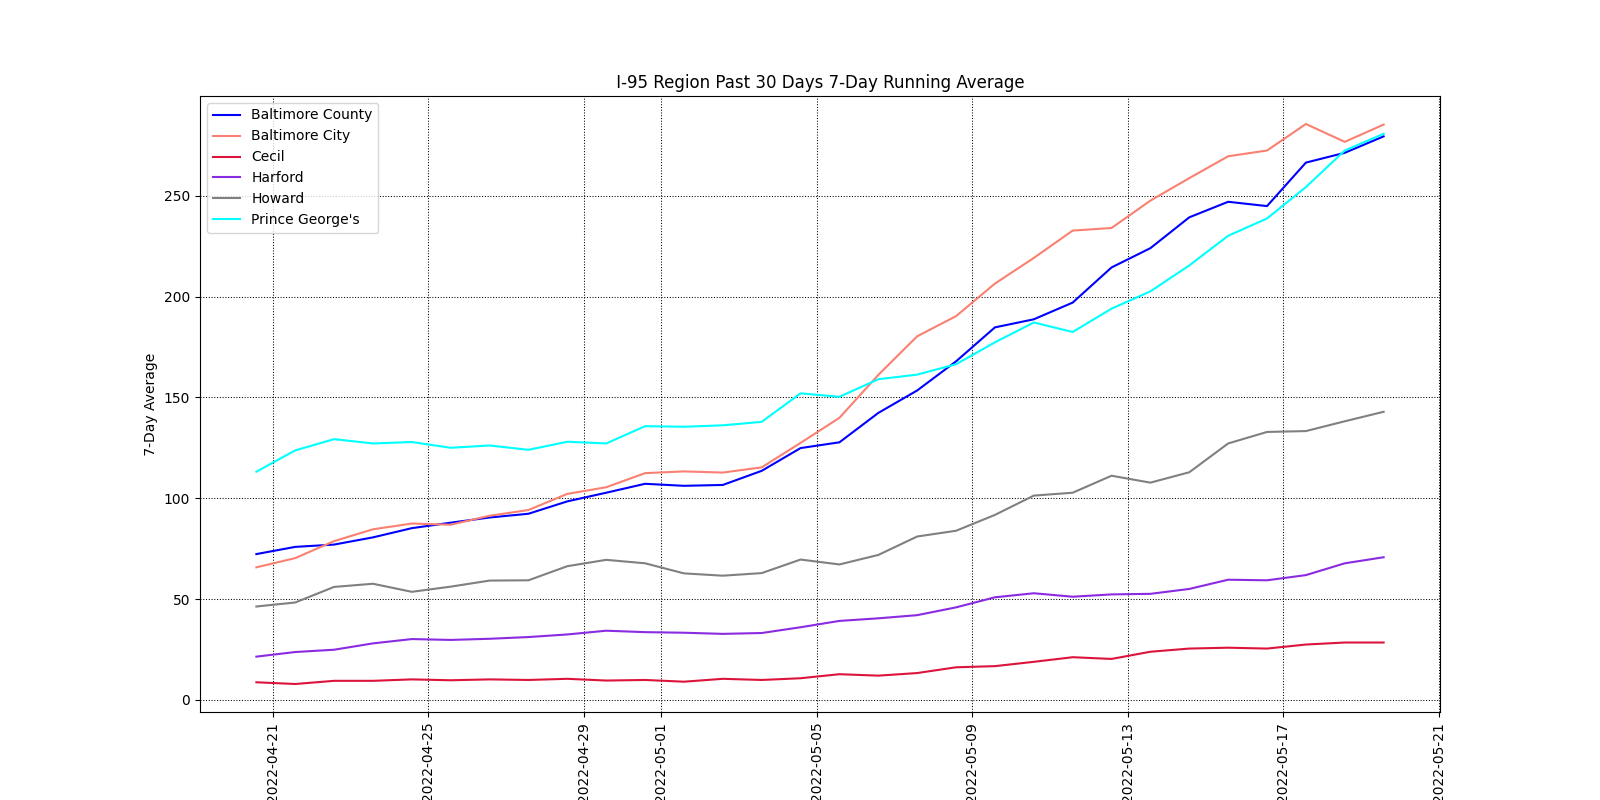 I-95 Region Past 30 Days 7-Day Running Average
Baltimore County
Baltimore City
Cecil
Harford
Howard
Prince George's
7-Day Average
250
200
150
100
50
0
2022-04-21
2022-04-25
2022-04-29
2022-05-01
2022-05-05
2022-05-09
2022-05-13
2022-05-17
2022-05-21